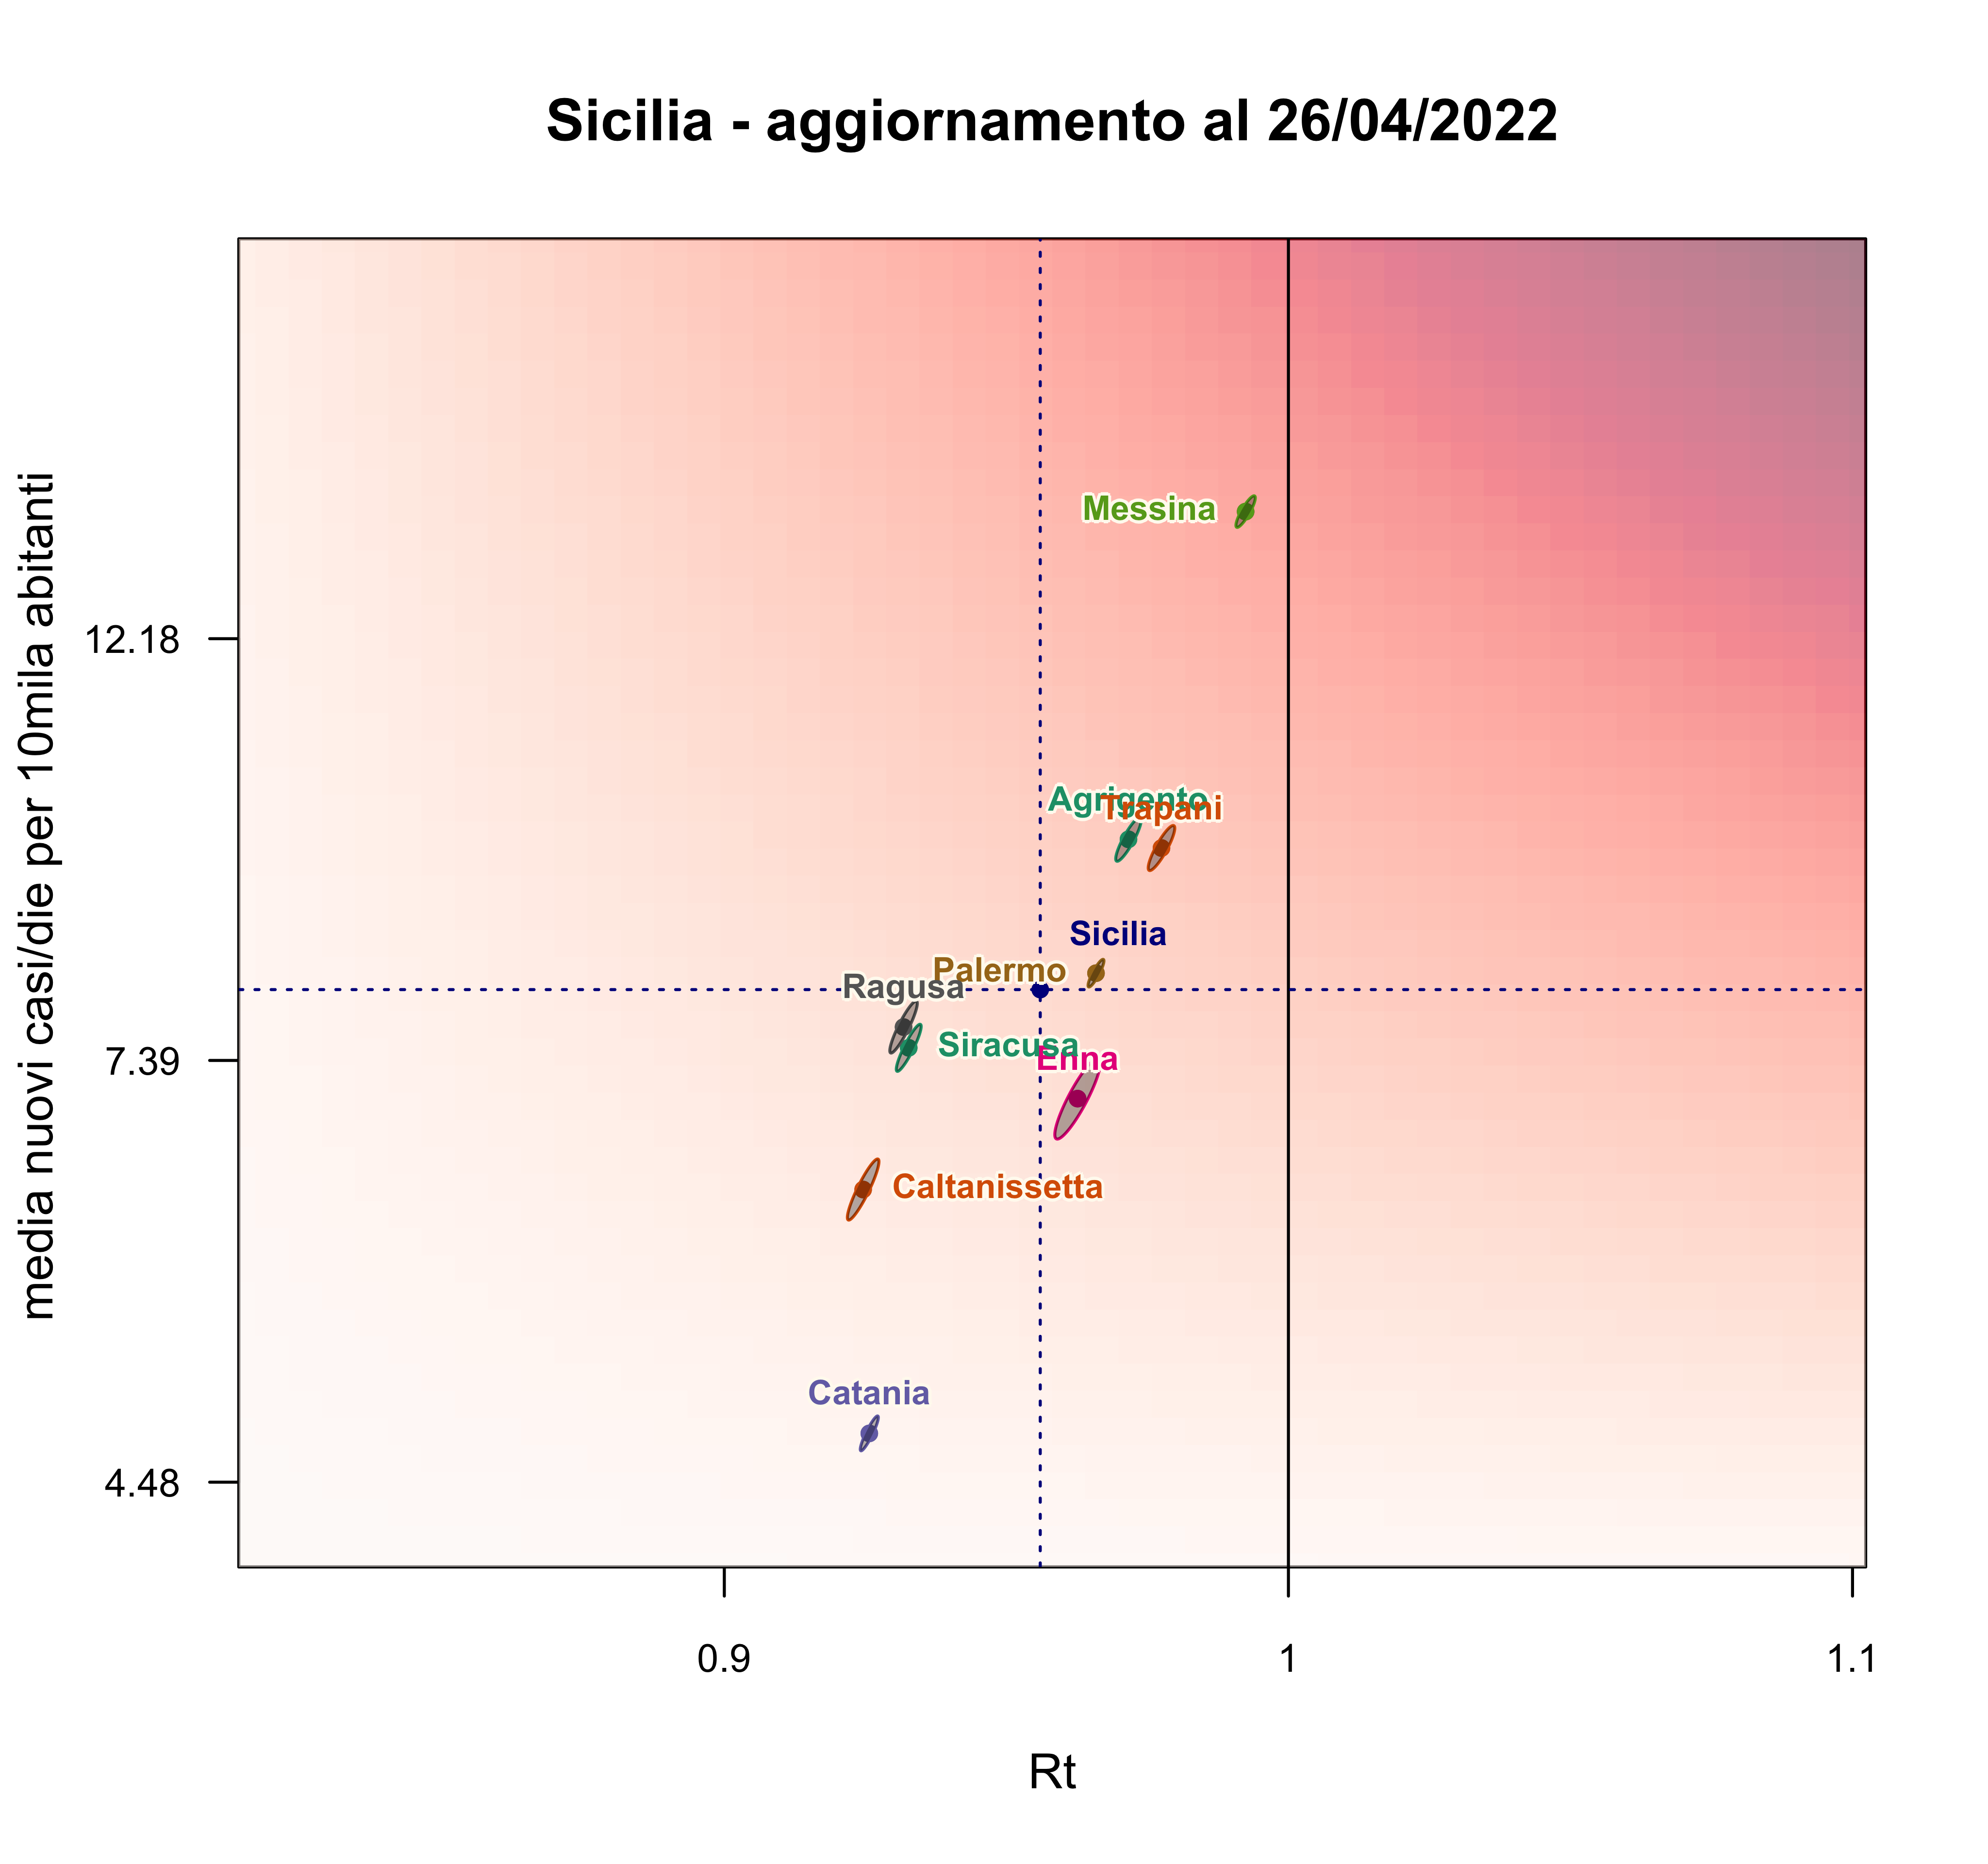 Sicilia - aggiornamento al 26/04/2022
media nuovi casi/die per 10mila abitanti
12.18
7.39
4.48
Messina
Agrigento
Trapani
Sicilia
Palermo
Ragusa
Siracusa
Enna
Caltanissetta
Catania
0.9
1
1.1
Rt